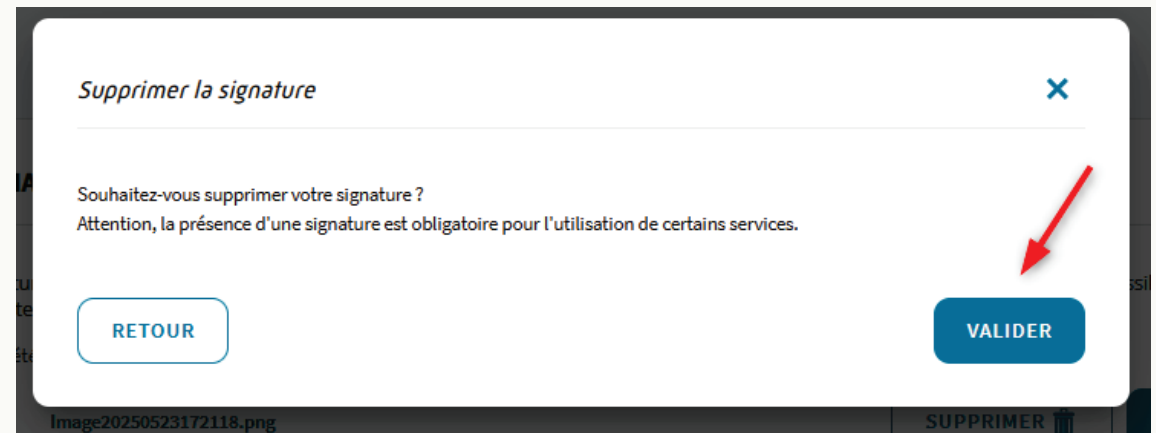 Supprimer la signature
Souhaitez-vous supprimer votre signature ?
Attention, la présence d'une signature est obligatoire pour l'utilisation de certains services.
RETOUR
VALIDER
Image20250523172118.png
SUPPRIMER